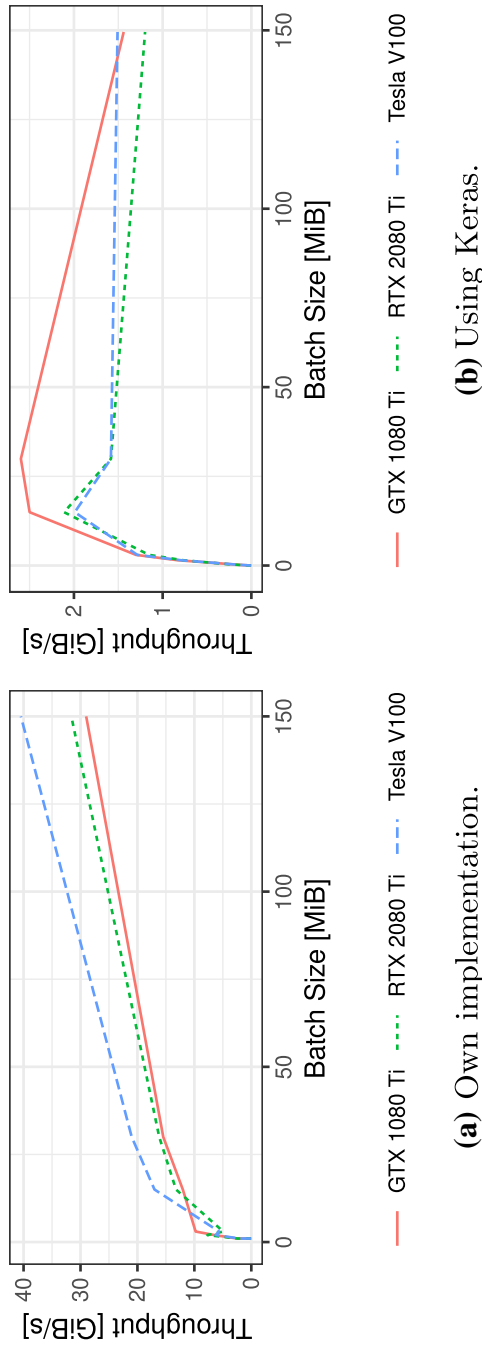 40
30
20
10
0
Throughput [GiB/s]
0 50 100 150
Batch Size [MiB]
GTX 1080 Ti RTX 2080 Ti Tesla V100
(a) Own implementation.
2
1
0
Throughput [GiB/s]
0 50 100 150
Batch Size [MiB]
GTX 1080 Ti RTX 2080 Ti Tesla V100
(b) Using Keras.